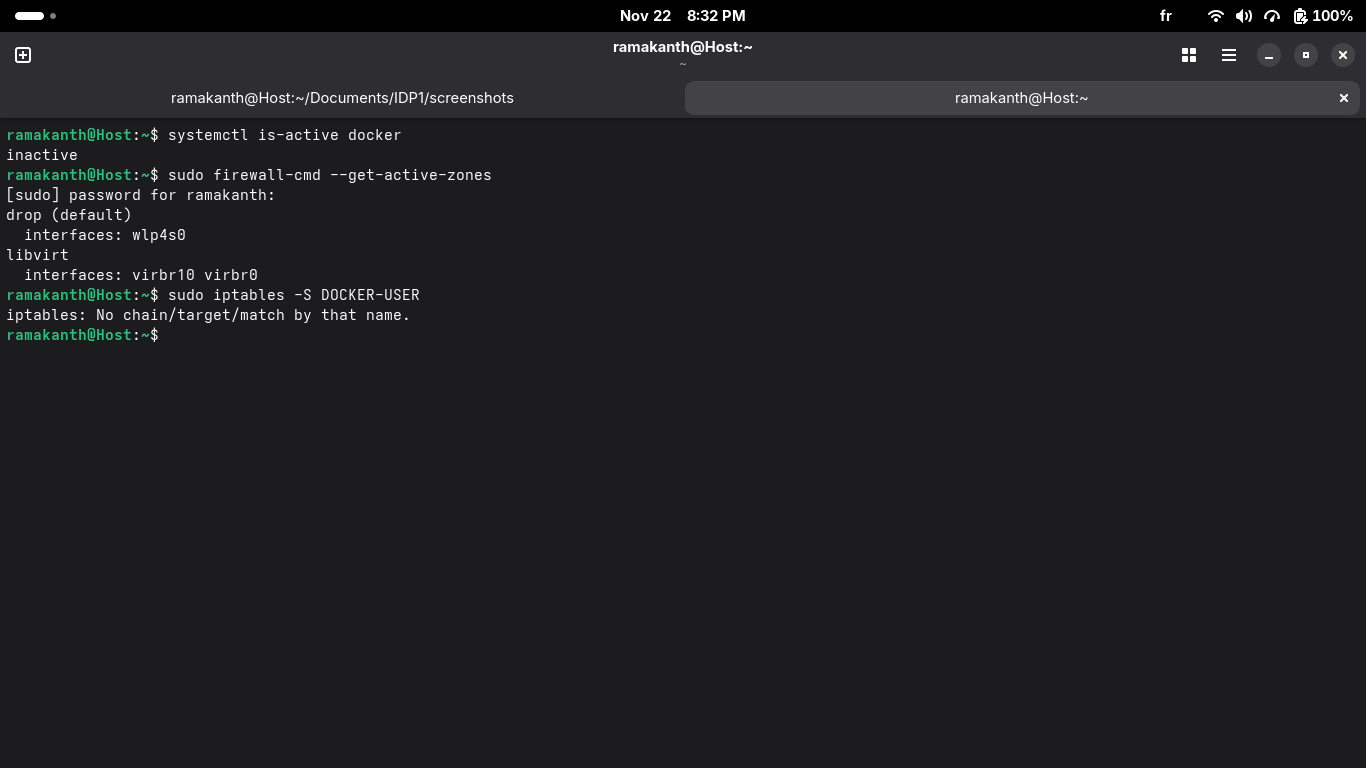 Nov 22 8:32 PM
fr
100%
ramakanth@Host:~
~
ramakanth@Host:~/Documents/IDP1/screenshots
ramakanth@Host:~
ramakanth@Host:~$ systemctl is-active docker
inactive
ramakanth@Host:~$ sudo firewall-cmd --get-active-zones
[sudo] password for ramakanth:
drop (default)
  interfaces: wlp4s0
libvirt
  interfaces: virbr10 virbr0
ramakanth@Host:~$ sudo iptables -S DOCKER-USER
iptables: No chain/target/match by that name.
ramakanth@Host:~$